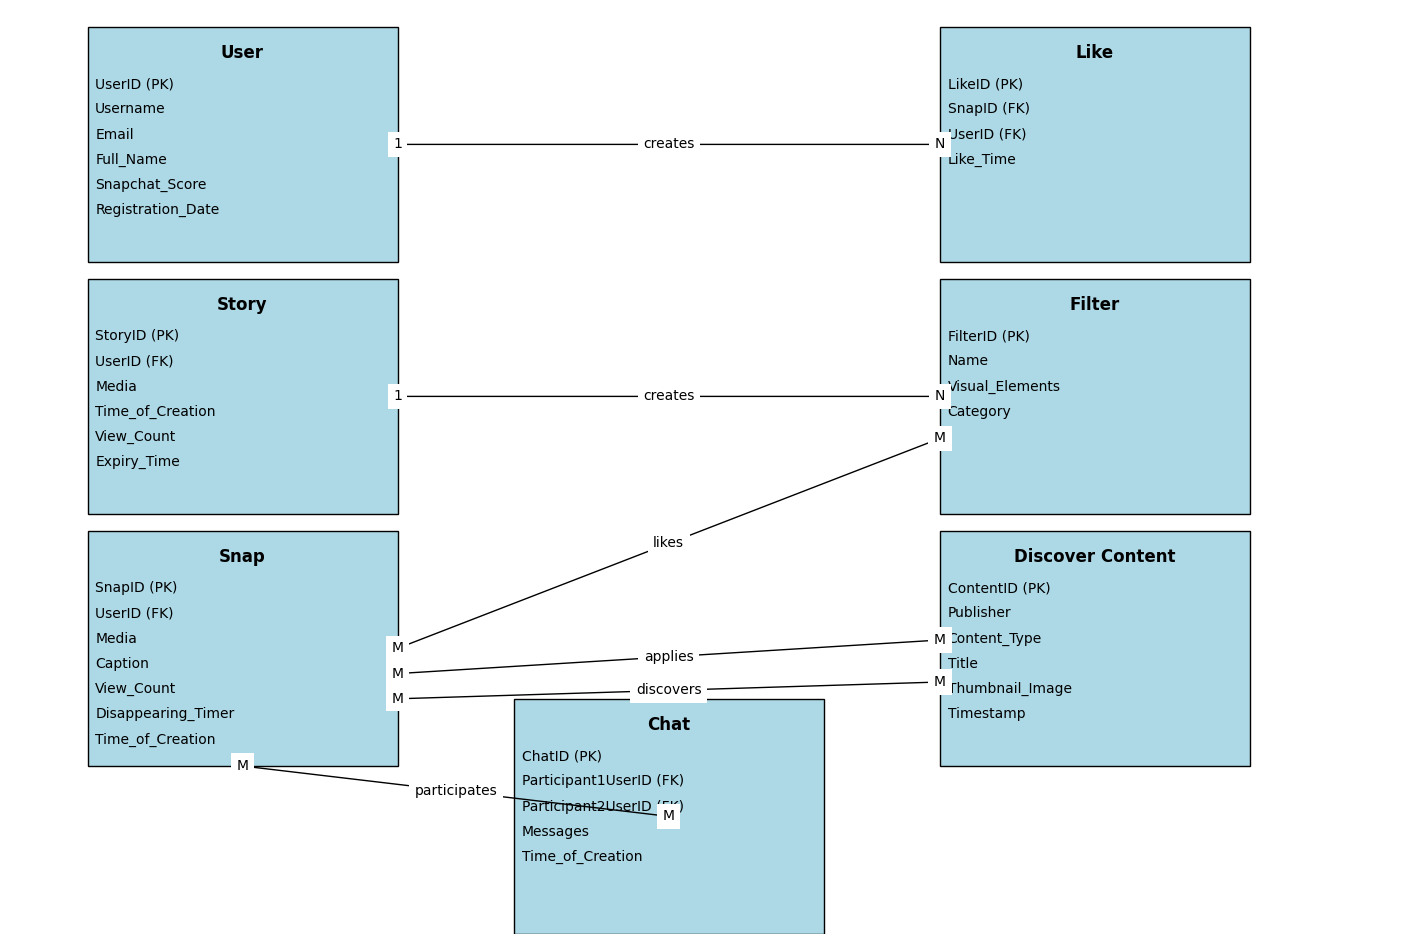 User
UserID (PK)
Username
Email
Full_Name
Snapchat_Score
Registration_Date
1
creates
N
Like
LikeID (PK)
SnapID (FK)
UserID (FK)
Like_Time
Story
StoryID (PK)
UserID (FK)
Media
Time_of_Creation
View_Count
Expiry_Time
1
creates
N
Filter
FilterID (PK)
Name
Visual_Elements
Category
M
likes
Snap
SnapID (PK)
UserID (FK)
Media
Caption
View_Count
Disappearing_Timer
Time_of_Creation
M
M
applies
M
M
discovers
M
Discover Content
ContentID (PK)
Publisher
Content_Type
Title
Thumbnail_Image
Timestamp
M
participates
M
Chat
ChatID (PK)
Participant1UserID (FK)
Participant2UserID (FK)
Messages
Time_of_Creation